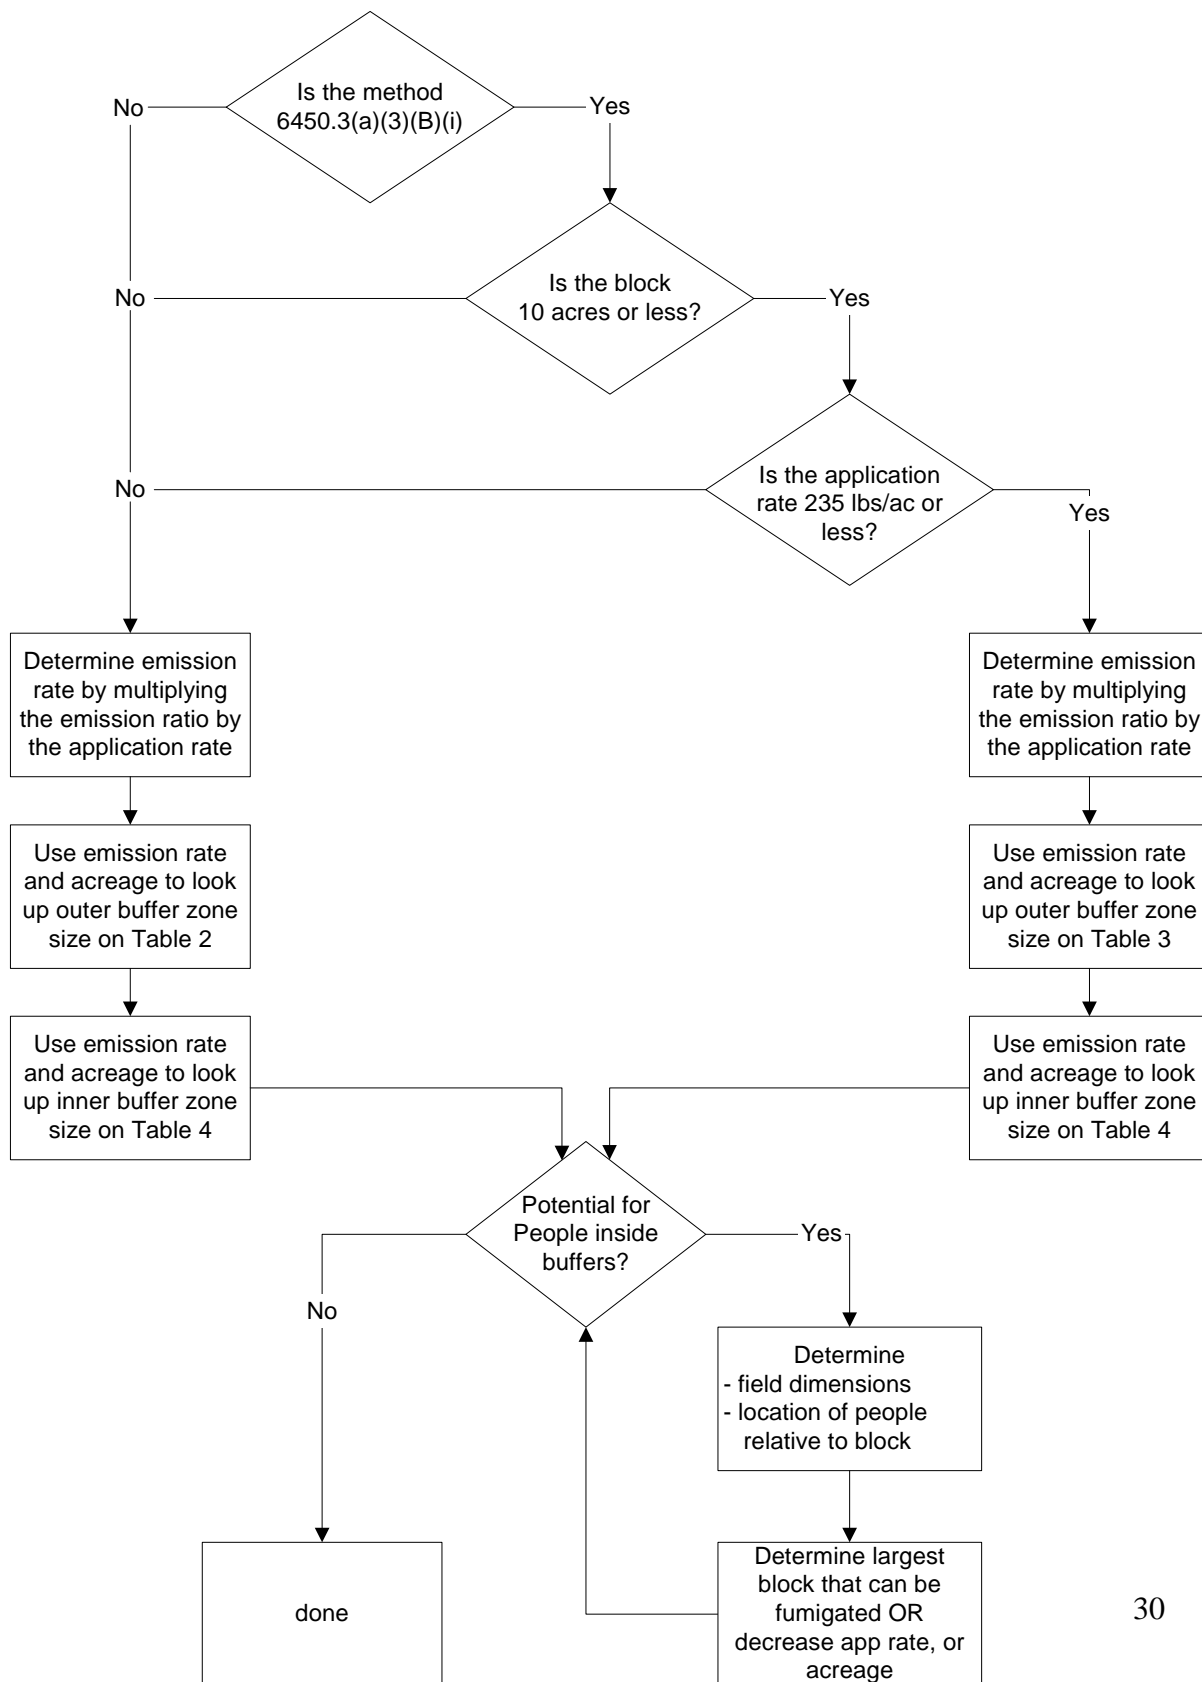 Is the method
6450.3(a)(3)(B)(i)
No
Yes
Is the block
10 acres or less?
No
Yes
Is the application
rate 235 lbs/ac or
less?
No
Yes
Determine emission
rate by multiplying
the emission ratio by
the application rate
Determine emission
rate by multiplying
the emission ratio by
the application rate
Use emission rate
and acreage to look
up outer buffer zone
size on Table 2
Use emission rate
and acreage to look
up outer buffer zone
size on Table 3
Use emission rate
and acreage to look
up inner buffer zone
size on Table 4
Use emission rate
and acreage to look
up inner buffer zone
size on Table 4
Potential for
People inside
buffers?
Yes
No
Determine
- field dimensions
- location of people
relative to block
done
Determine largest
block that can be
fumigated OR
decrease app rate, or
acreage
30